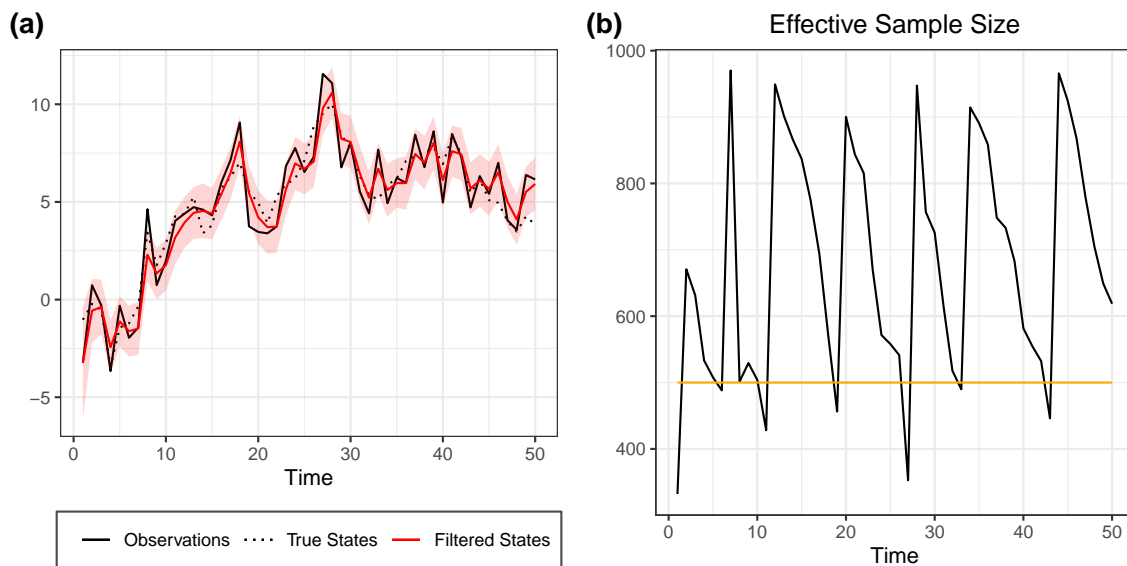 (a)
10
5
0
−5
0 10 20 30 40 50
Time
Observations True States Filtered States
(b) Effective Sample Size
1000
800
600
400
0 10 20 30 40 50
Time